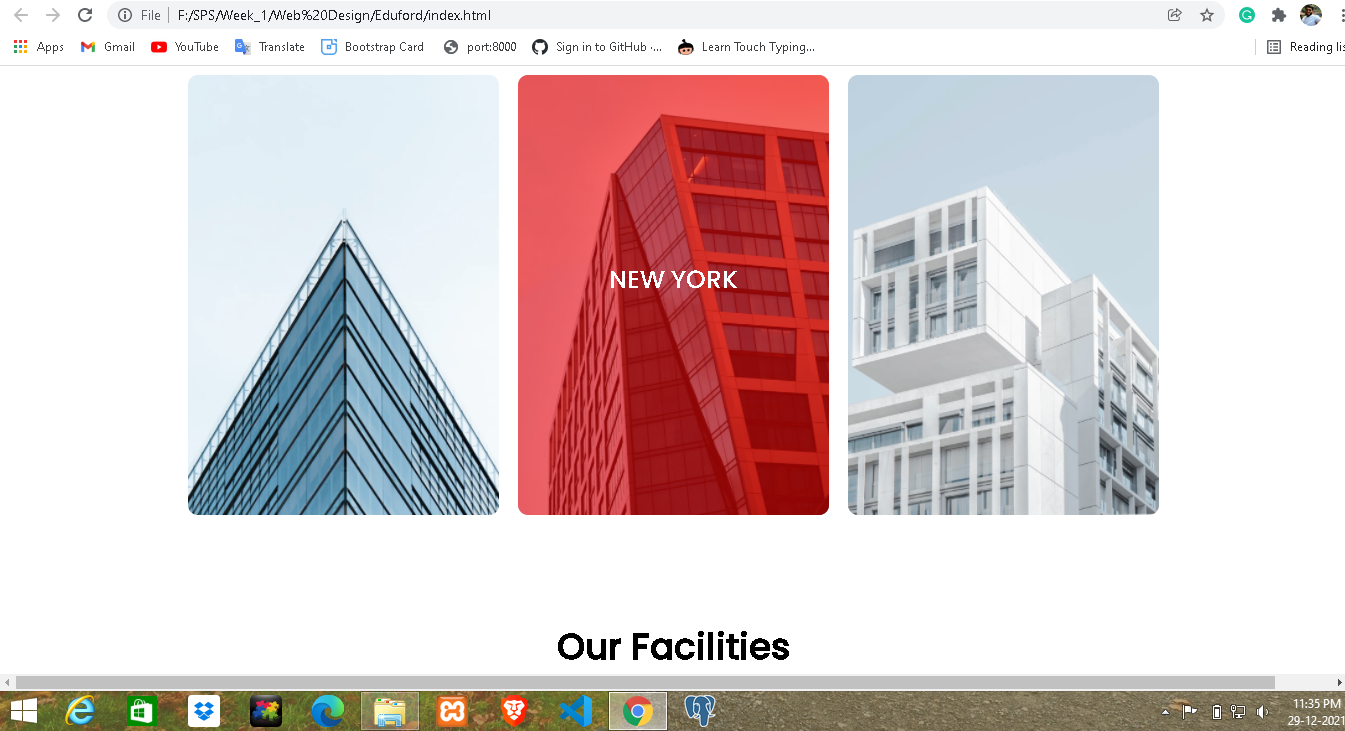 File F:/SPS/Week_1/Web%20Design/Eduford/index.html
Apps Gmail YouTube Translate Bootstrap Card port:8000 Sign in to GitHub ·... Learn Touch Typing... Reading lis
NEW YORK
Our Facilities
11:35 PM
29-12-2021